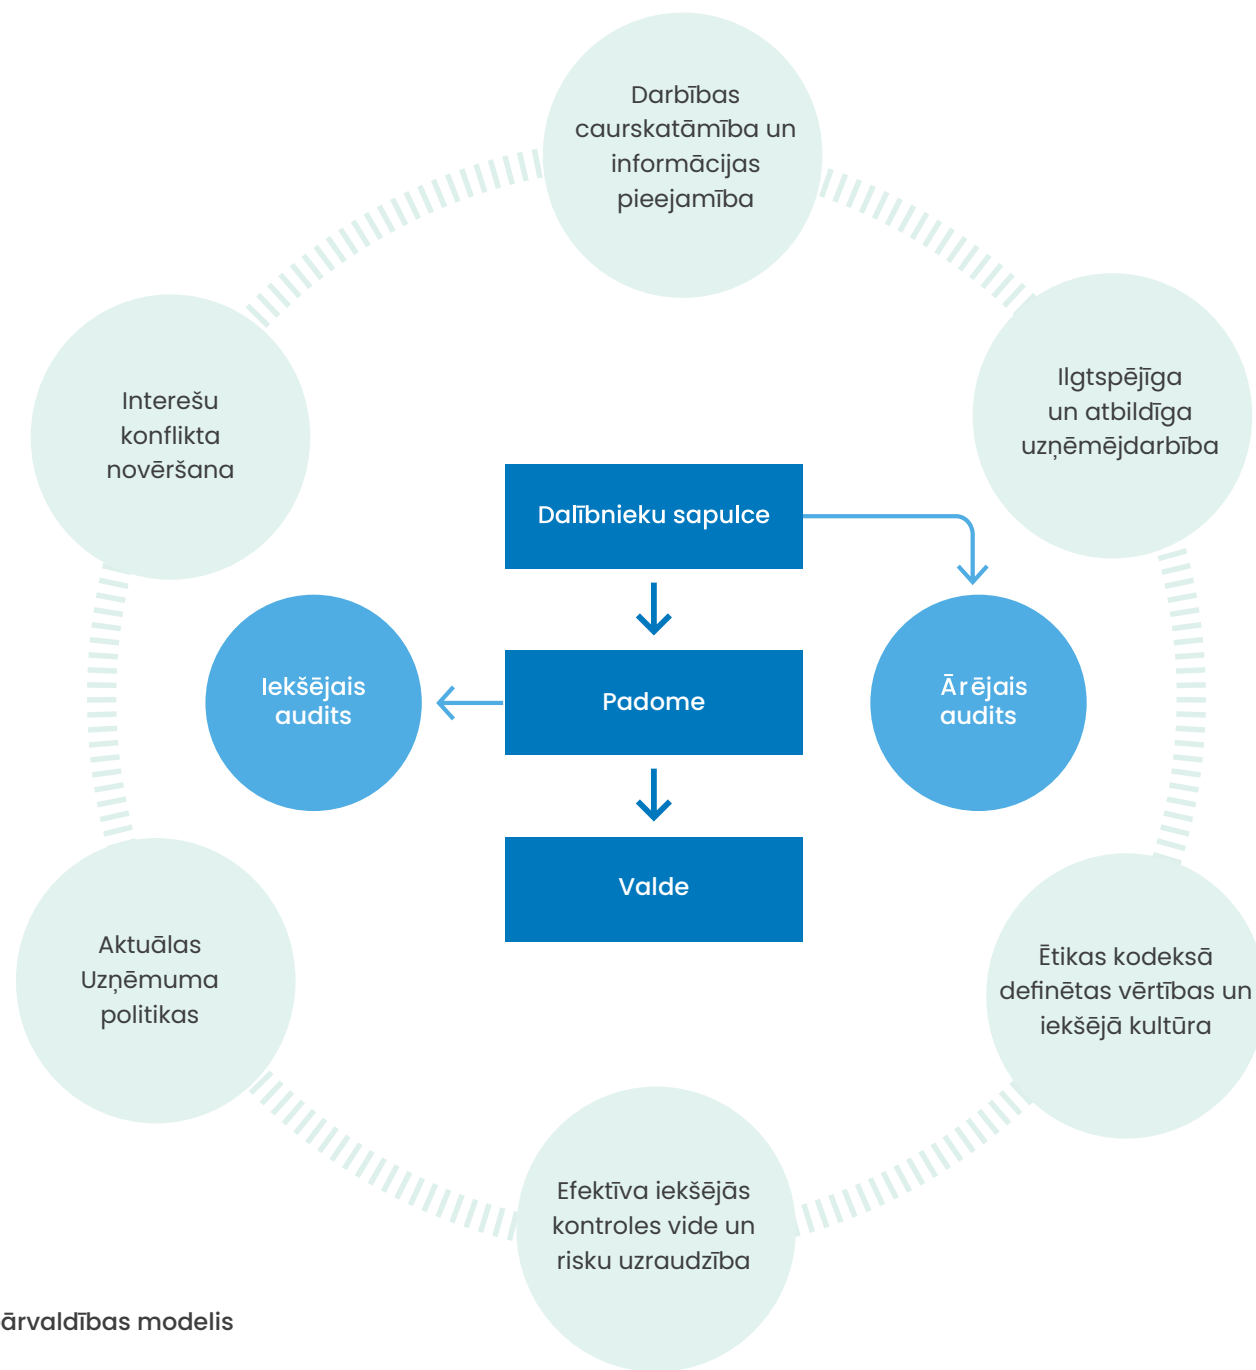 Darbības
caurskatāmība un
informācijas
pieejamība
Ilgtspējīga
un atbildīga
uzņēmējdarbība
Interešu
konflikta
novēršana
Dalībnieku sapulce
Iekšējais
audits
Padome
Ārējais
audits
Valde
Aktuālas
Uzņēmuma
politikas
Ētikas kodeksā
definētas vērtības un
iekšējā kultūra
Efektīva iekšējās
kontroles vide un
risku uzraudzība
ārvaldības modelis